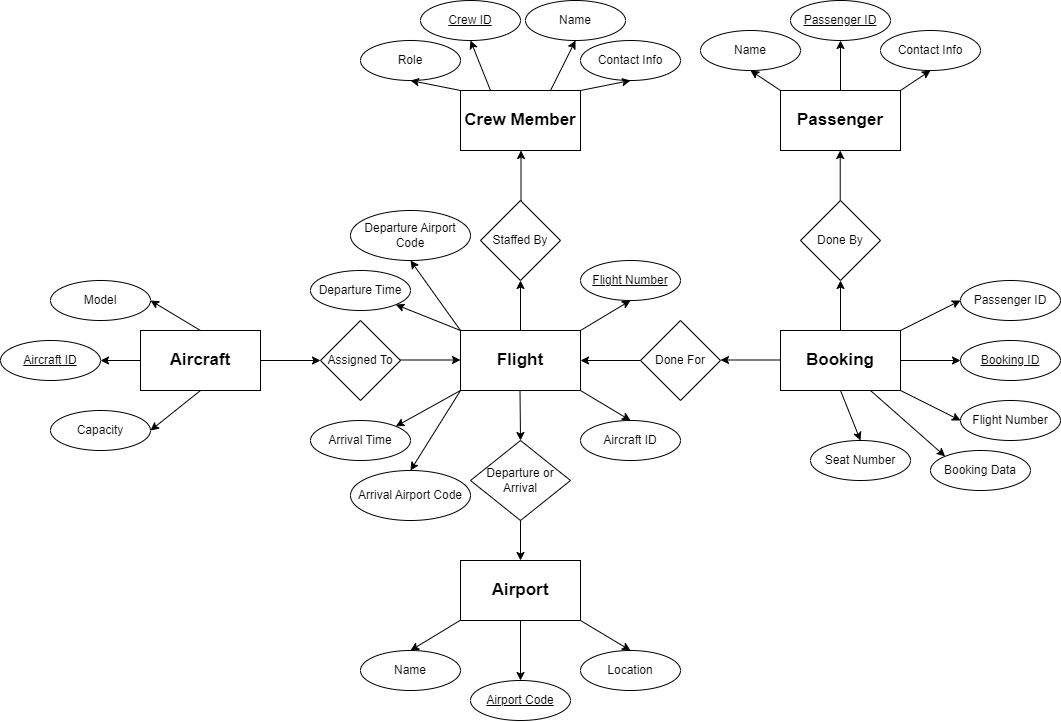 Crew ID
Name
Passenger ID
Role
Contact Info
Name
Contact Info
Crew Member
Passenger
Departure Airport
Code
Staffed By
Done By
Departure Time
Flight Number
Model
Passenger ID
Aircraft ID
Aircraft
Assigned To
Flight
Done For
Booking
Booking ID
Capacity
Arrival Time
Aircraft ID
Flight Number
Arrival Airport Code
Departure or
Arrival
Seat Number
Booking Data
Airport
Name
Airport Code
Location